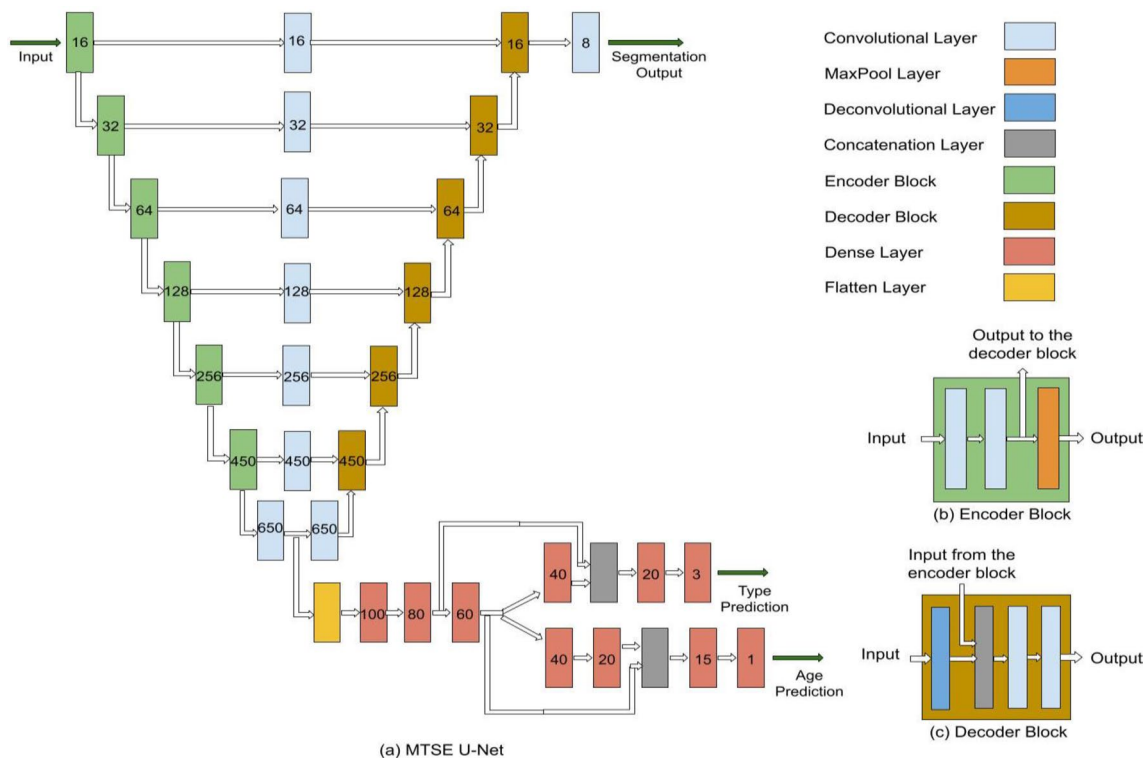 16
16
16
8
Input
Segmentation
Output
32
32
32
64
64
64
128
128
128
256
256
256
450
450
450
650
650
40
20
3
Type
Prediction
100
80
60
40
20
15
1
Age
Prediction
(a) MTSE U-Net
Convolutional Layer
MaxPool Layer
Deconvolutional Layer
Concatenation Layer
Encoder Block
Decoder Block
Dense Layer
Flatten Layer
Output to the
decoder block
Input
Output
(b) Encoder Block
Input from the
encoder block
Input
Output
(c) Decoder Block